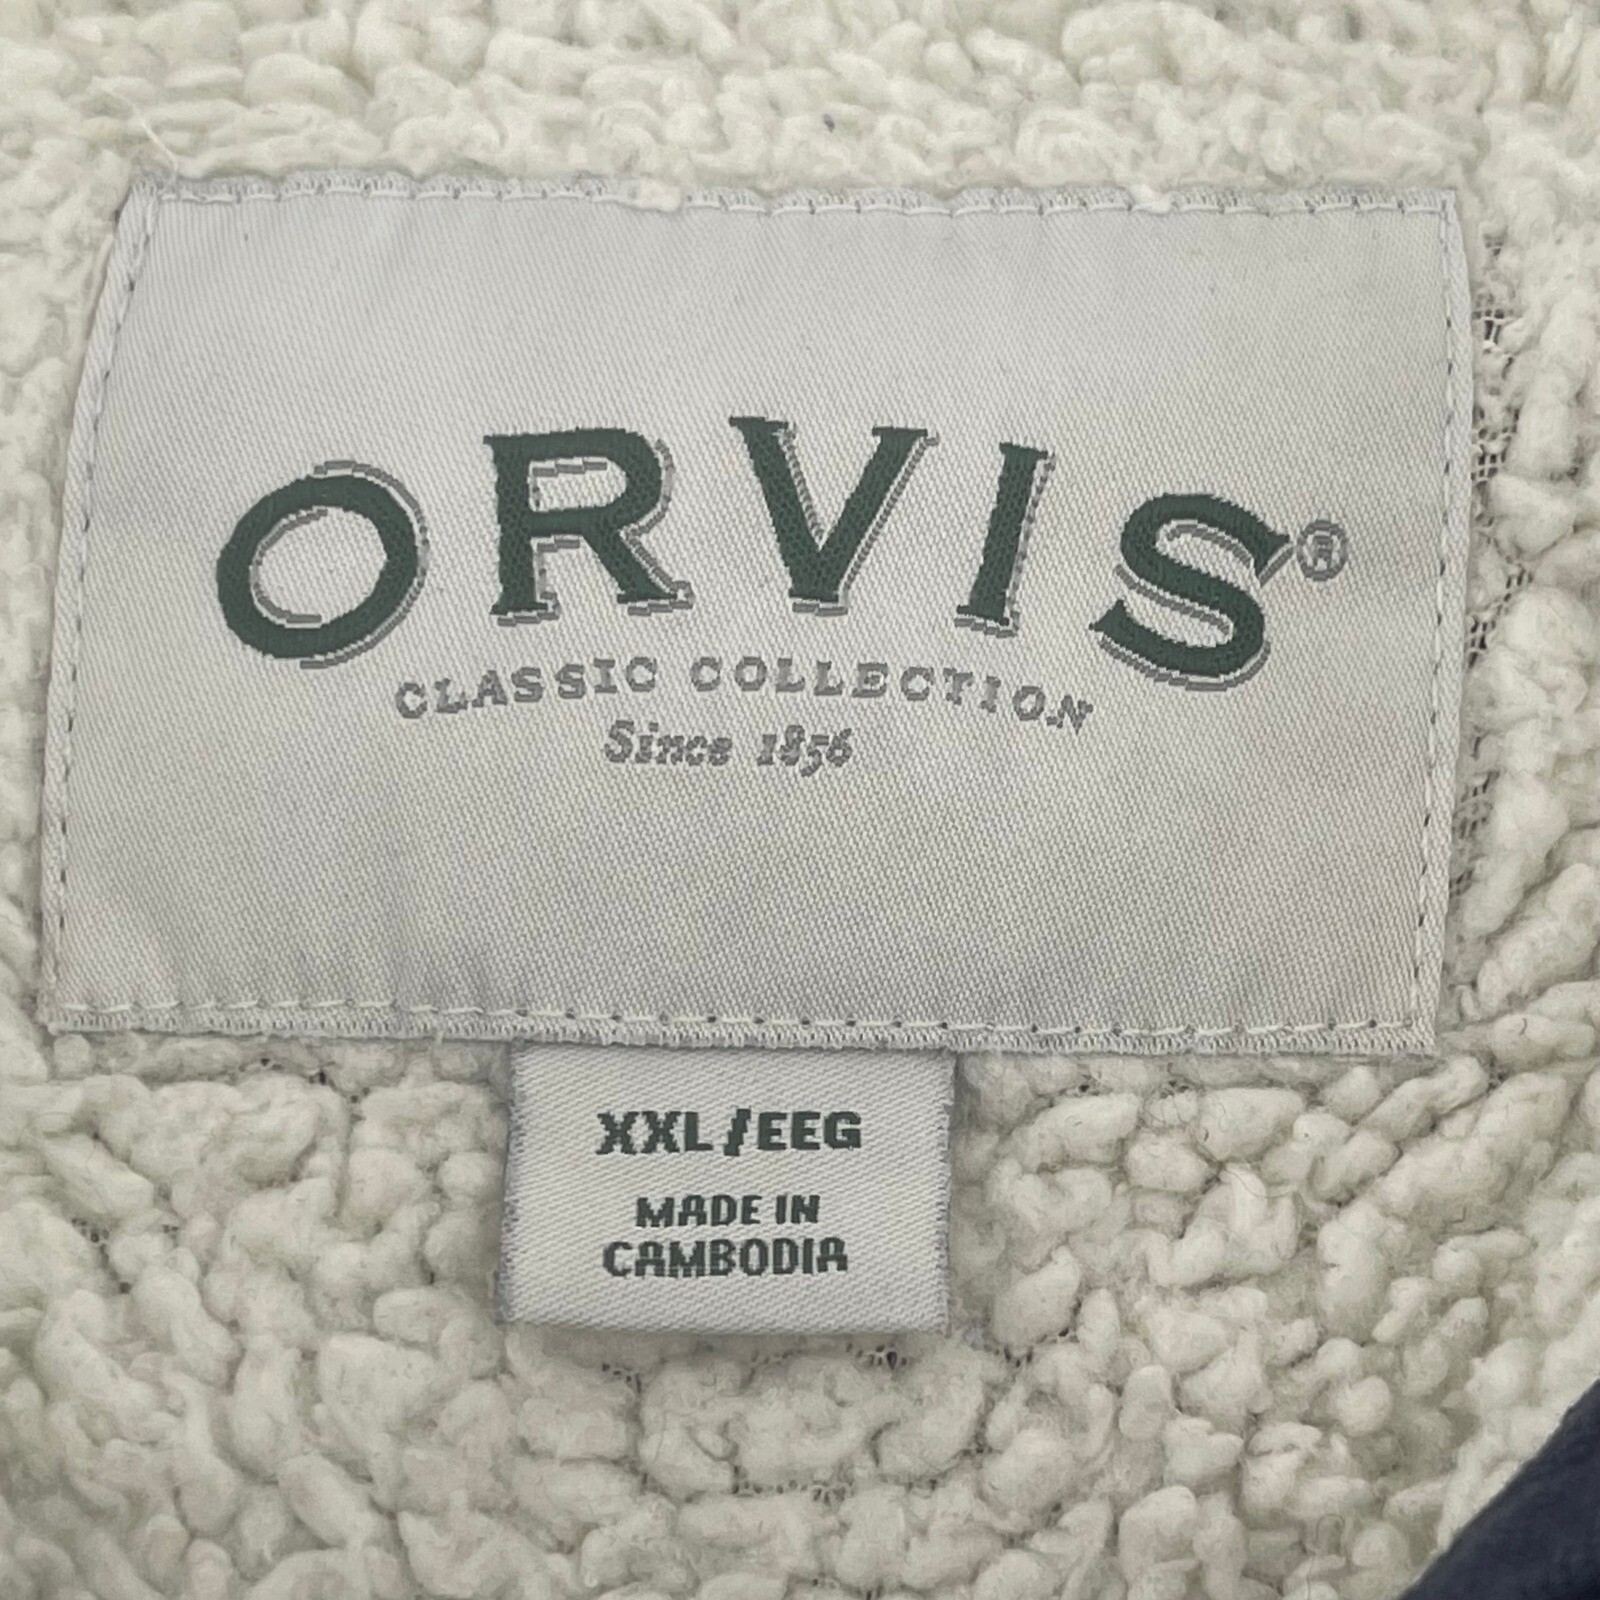 ORVIS®
CLASSIC COLLECTION
Since 1856
XXL/EEG
MADE IN
CAMBODIA